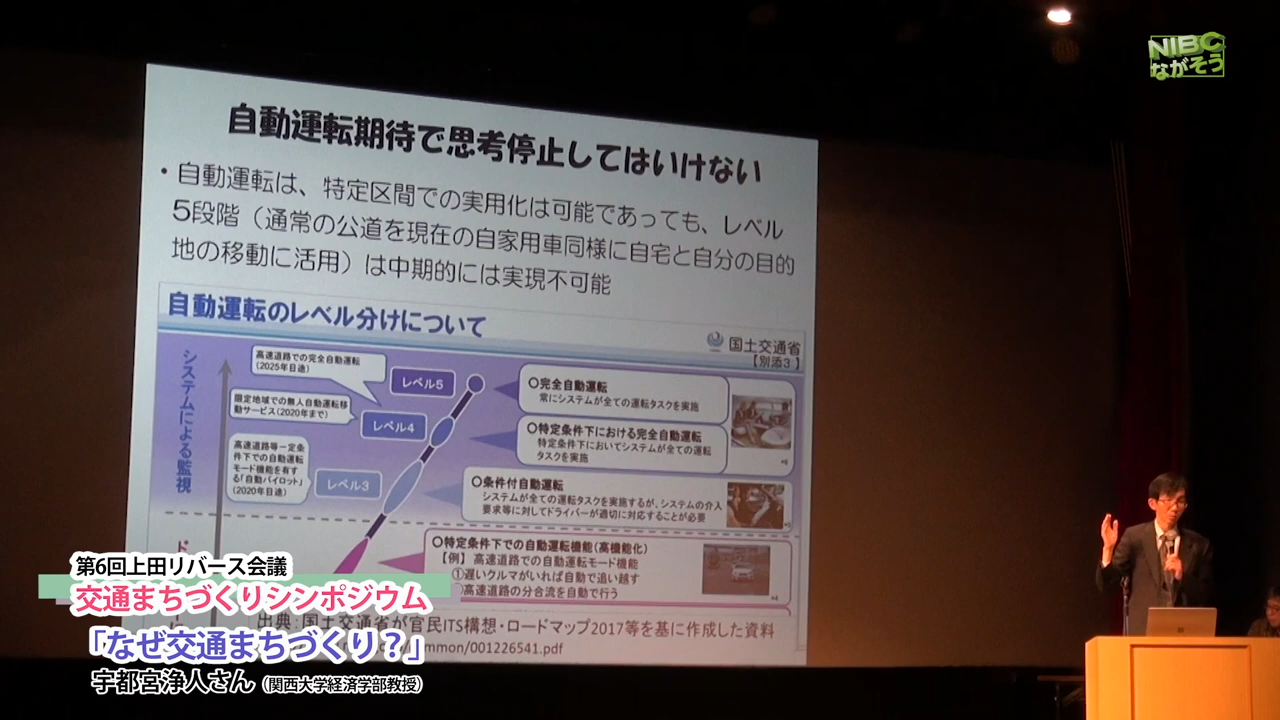 NIBC
ながそう
自動運転期待で思考停止してはいけない
・自動運転は、特定区間での実用化は可能であっても、レベル
5段階（通常の公道を現在の自家用車同様に自宅と自分の目的
地の移動に活用）は中期的には実現不可能
自動運転のレベル分けについて
国土交通省
【別添3】
システムによる監視
高速道路での完全自動運転
（2025年目途）
レベル5
○完全自動運転
常にシステムが全ての運転タスクを実施
限定地域での無人自動運転移
動サービス（2020年まで）
レベル4
○特定条件下における完全自動運転
特定条件下においてシステムが全ての運転
タスクを実施
高速道路等一定条
件下での自動運転
モード機能を有す
る「自動パイロット」
（2020年目途）
レベル3
○条件付自動運転
システムが全ての運転タスクを実施するが、システムの介入
要求等に対してドライバーが適切に対応することが必要
○特定条件下での自動運転機能（高機能化）
【例】高速道路での自動運転モード機能
①遅いクルマがいれば自動で追い越す
高速道路の分合流を自動で行う
出典：国土交通省が官民ITS構想・ロードマップ2017等を基に作成した資料
mmon/001226541.pdf
第6回上田リバース会議
交通まちづくりシンポジウム
「なぜ交通まちづくり？」
宇都宮浄人さん（関西大学経済学部教授）